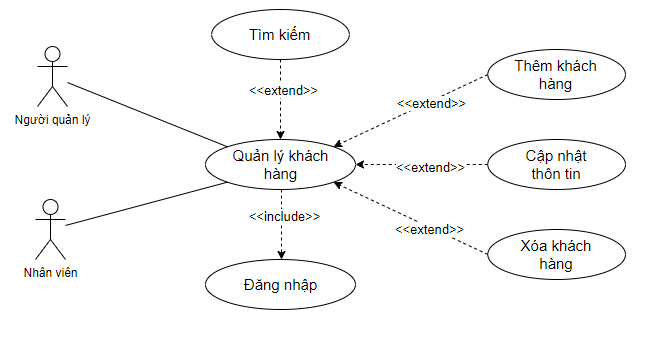 Tìm kiếm
<<extend>>
Thêm khách
hàng
<<extend>>
Người quản lý
Quản lý khách
hàng
<<extend>>
Cập nhật
thôn tin
<<include>>
<<extend>>
Xóa khách
hàng
Nhân viên
Đăng nhập